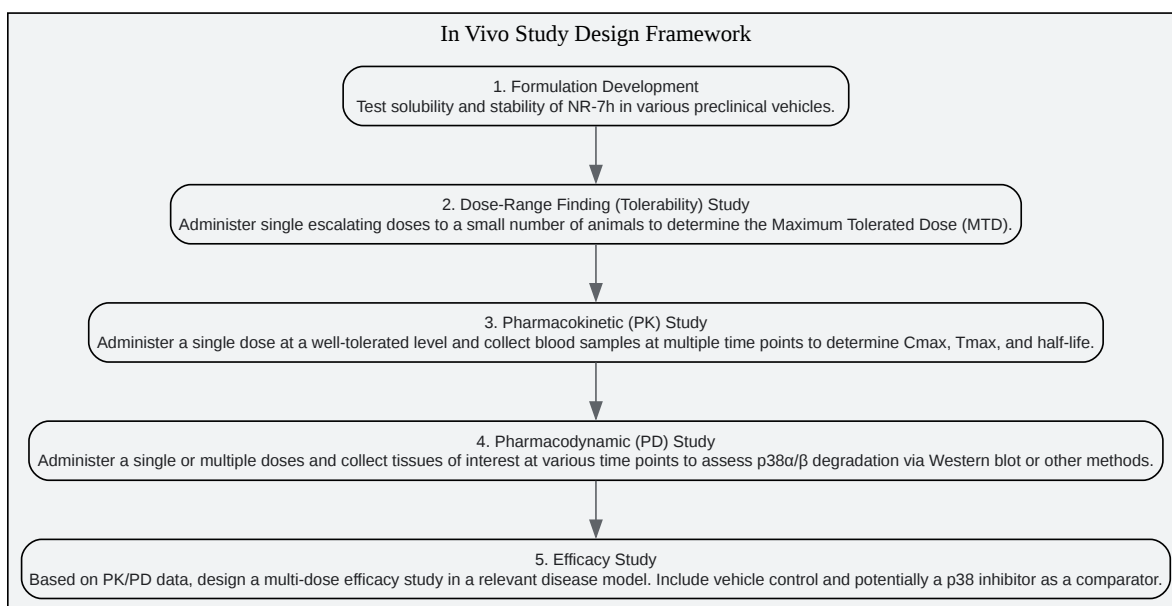 In Vivo Study Design Framework
1. Formulation Development
Test solubility and stability of NR-7h in various preclinical vehicles.
2. Dose-Range Finding (Tolerability) Study
Administer single escalating doses to a small number of animals to determine the Maximum Tolerated Dose (MTD).
3. Pharmacokinetic (PK) Study
Administer a single dose at a well-tolerated level and collect blood samples at multiple time points to determine Cmax, Tmax, and half-life.
4. Pharmacodynamic (PD) Study
Administer a single or multiple doses and collect tissues of interest at various time points to assess p38α/β degradation via Western blot or other methods.
5. Efficacy Study
Based on PK/PD data, design a multi-dose efficacy study in a relevant disease model. Include vehicle control and potentially a p38 inhibitor as a comparator.